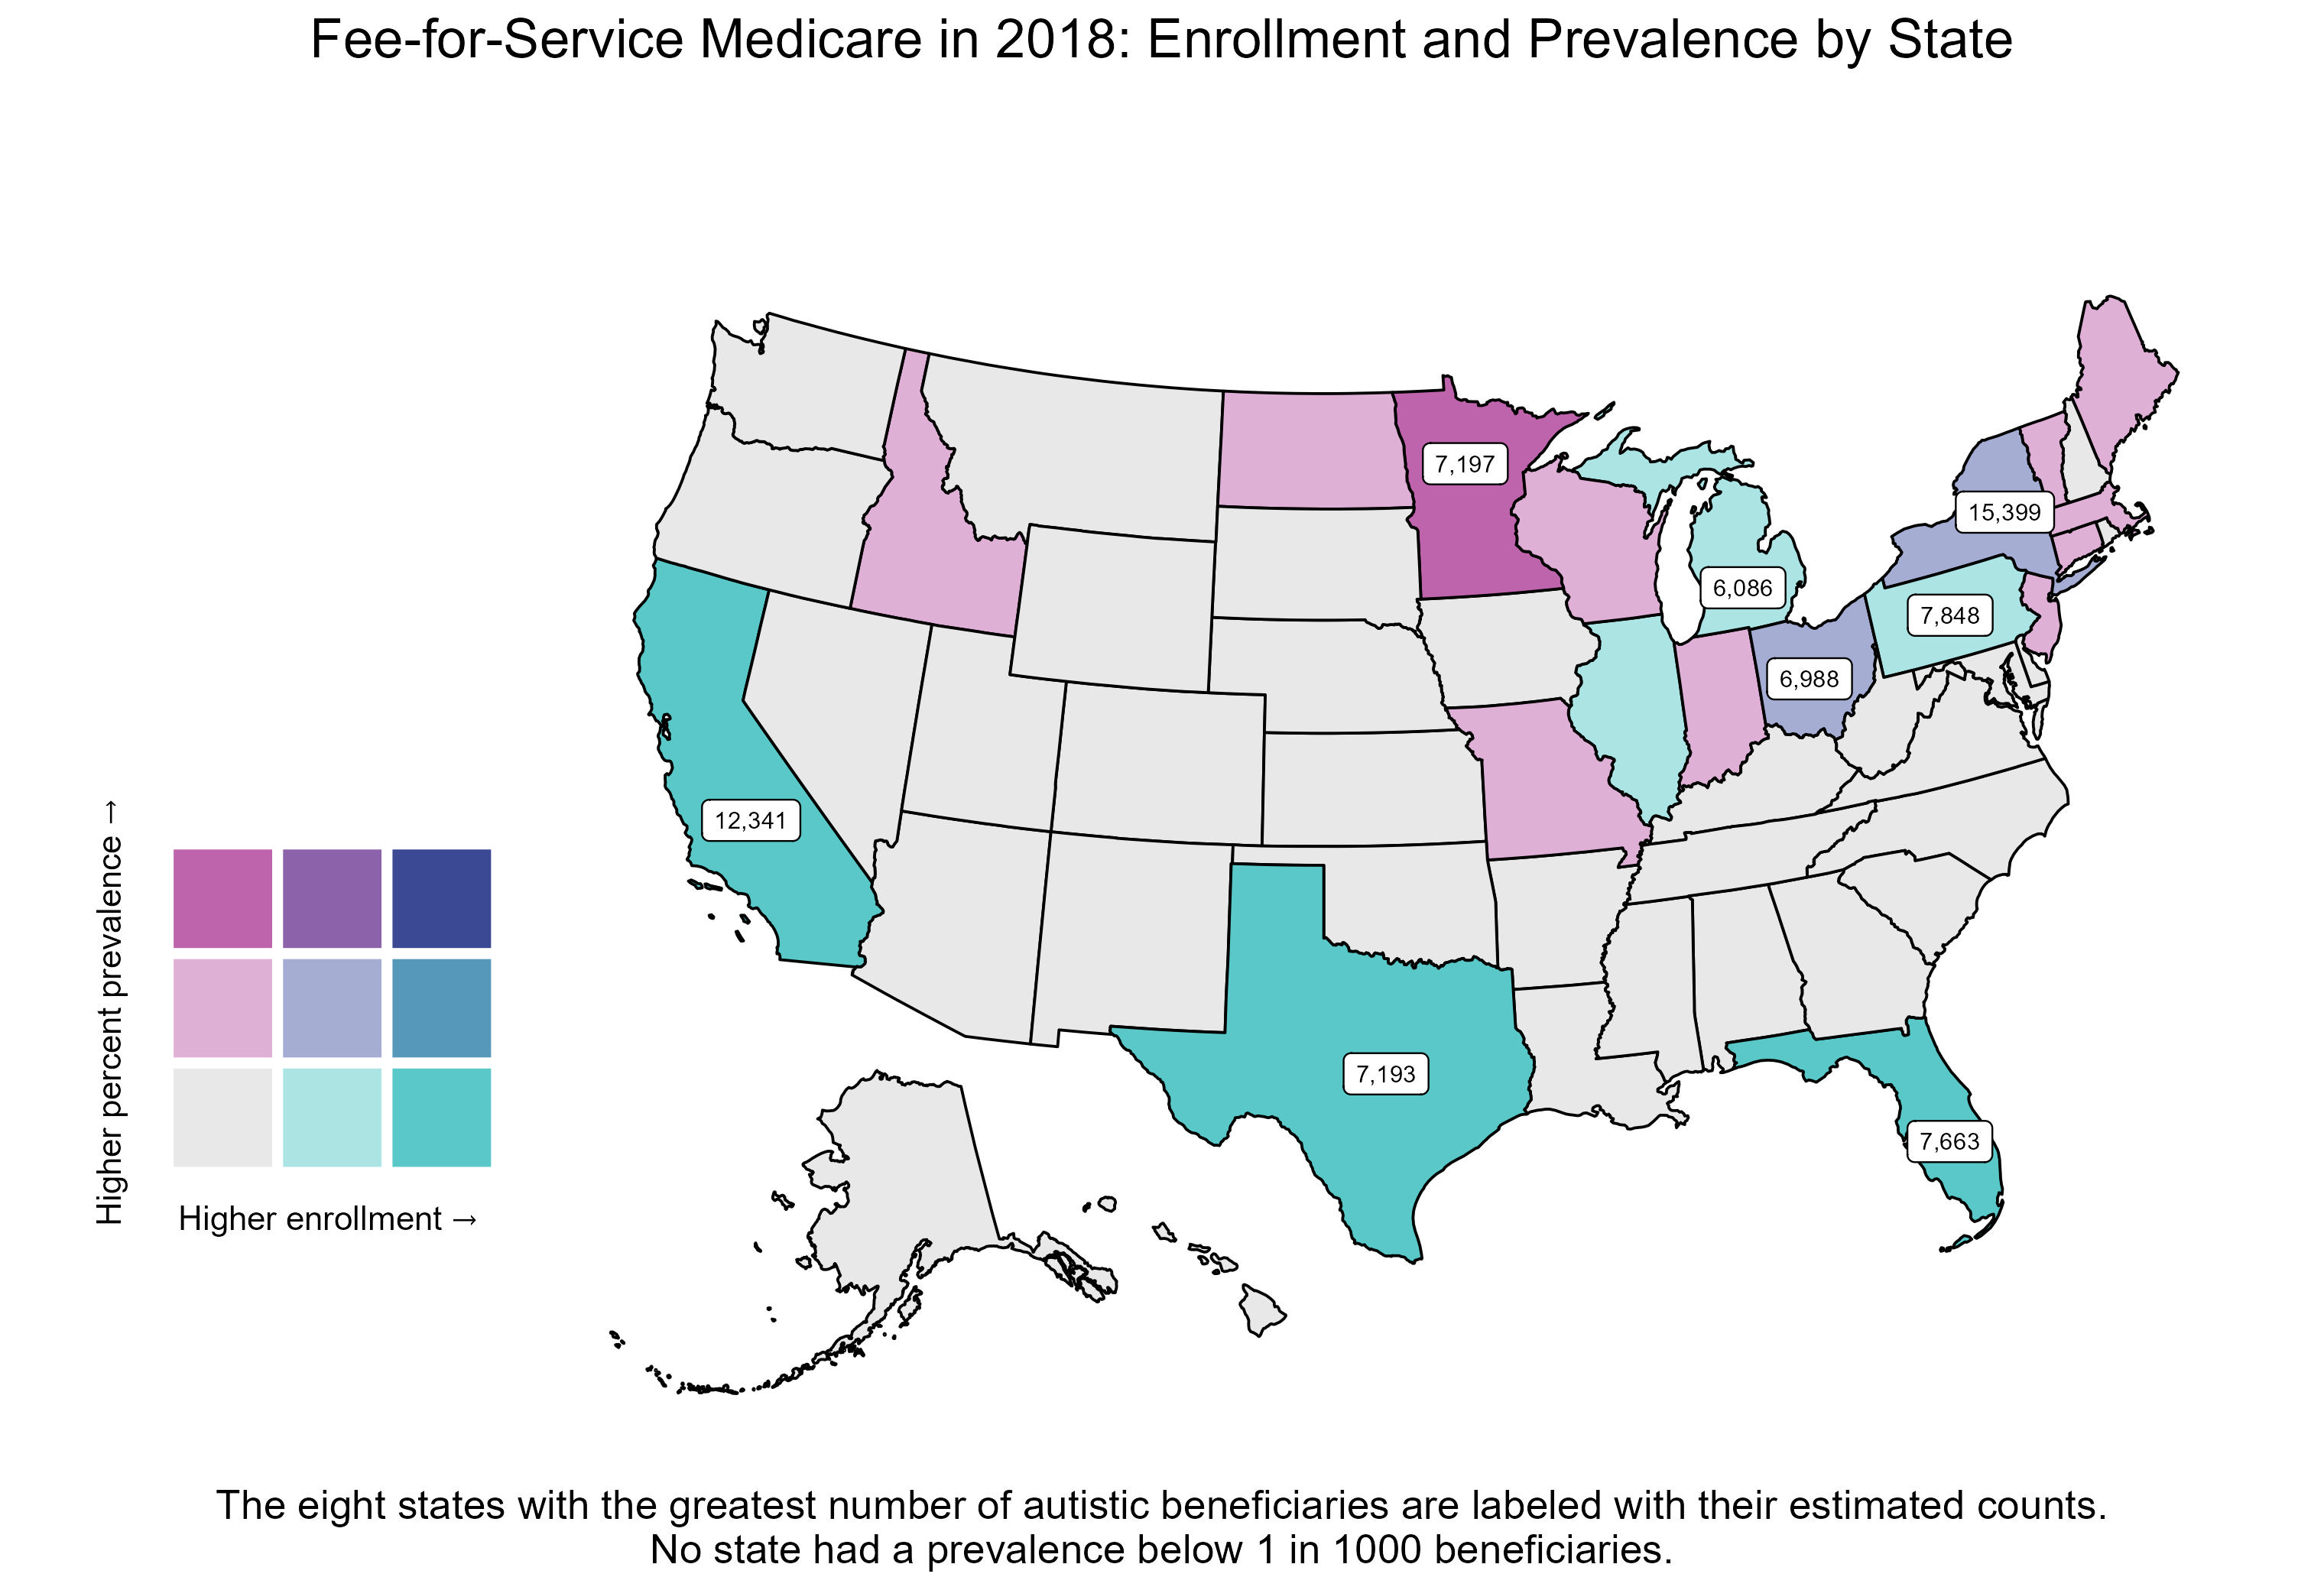 Fee-for-Service Medicare in 2018: Enrollment and Prevalence by State
7,197
15,399
6,086
7,848
6,988
12,341
7,193
7,663
Higher percent prevalence →
Higher enrollment →
The eight states with the greatest number of autistic beneficiaries are labeled with their estimated counts.
No state had a prevalence below 1 in 1000 beneficiaries.